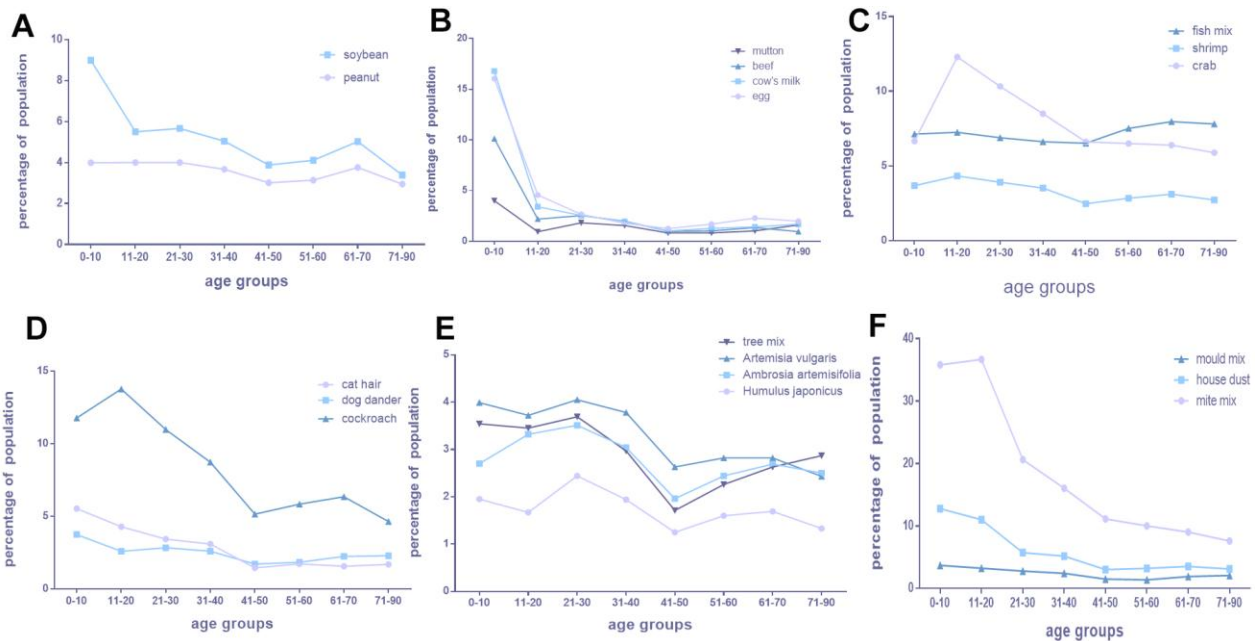 A
percentage of population
10
8
6
4
2
0
soybean
peanut
0-10 11-20 21-30 31-40 41-50 51-60 61-70 71-90
age groups
B
percentage of population
20
15
10
5
0
mutton
beef
cow's milk
egg
0-10 11-20 21-30 31-40 41-50 51-60 61-70 71-90
age groups
C
percentage of population
15
10
5
0
fish mix
shrimp
crab
0-10 11-20 21-30 31-40 41-50 51-60 61-70 71-90
age groups
D
percentage of population
15
10
5
0
cat hair
dog dander
cockroach
0-10 11-20 21-30 31-40 41-50 51-60 61-70 71-90
age groups
E
percentage of population
5
4
3
2
1
0
tree mix
Artemisia vulgaris
Ambrosia artemisifolia
Humulus japonicus
0-10 11-20 21-30 31-40 41-50 51-60 61-70 71-90
age groups
F
percentage of population
40
30
20
10
0
mould mix
house dust
mite mix
0-10 11-20 21-30 31-40 41-50 51-60 61-70 71-90
age groups